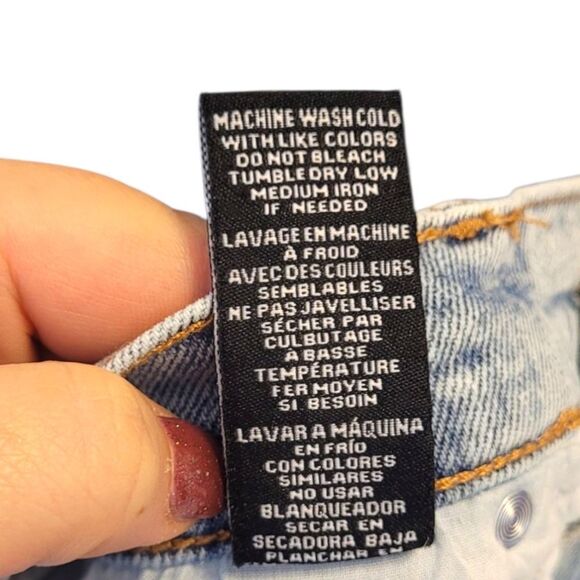 MACHINE WASH COLD
WITH LIKE COLORS
DO NOT BLEACH
TUMBLE DRY LOW
MEDIUM IRON
IF NEEDED
LAVAGE EN MACHINE
À FROID
AVEC DES COULEURS
SEMBLABLES
NE PAS JAVELLISER
SÉCHER PAR
CULBUTAGE
À BASSE
TEMPÉRATURE
FER MOYEN
SI BESOIN
LAVAR A MÁQUINA
EN FRÍO
CON COLORES
SIMILARES
NO USAR
BLANQUEADOR
SECAR EN
SECADORA BAJA
PLANCHAR EN